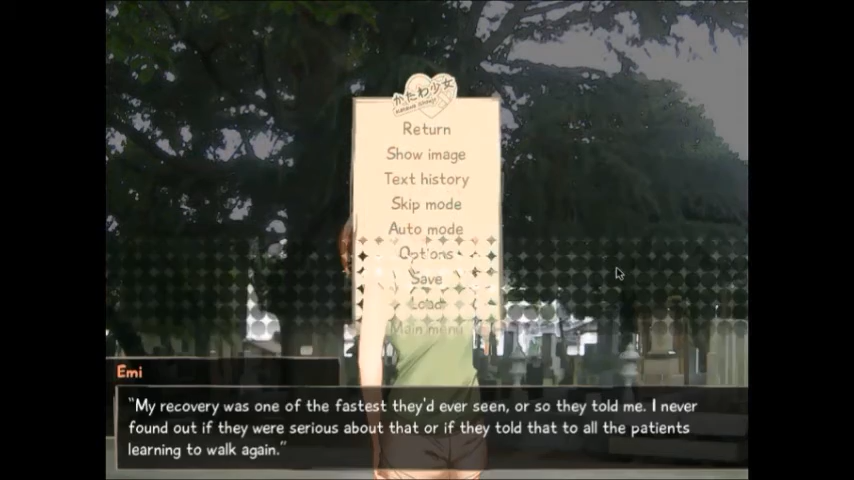 かたわ少女
Return
Show image
Text history
Skip mode
Auto mode
Options
Save
Load
Main menu
Emi
“My recovery was one of the fastest they'd ever seen, or so they told me. I never
found out if they were serious about that or if they told that to all the patients
learning to walk again.”